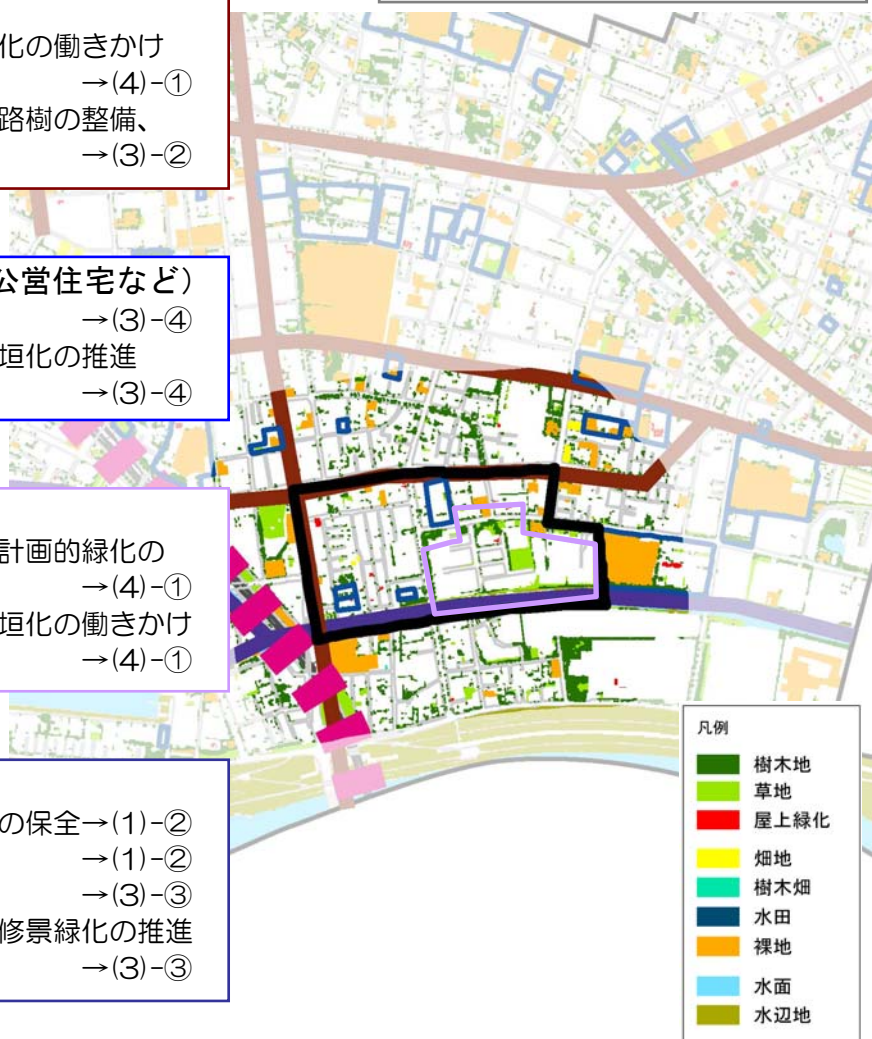 化の働きかけ
→(4)-①
路樹の整備、
→(3)-②
公営住宅など）
→(3)-④
垣化の推進
→(3)-④
計画的緑化の
→(4)-①
垣化の働きかけ
→(4)-①
の保全→(1)-②
→(1)-②
→(3)-③
修景緑化の推進
→(3)-③
凡例
樹木地
草地
屋上緑化
畑地
樹木畑
水田
裸地
水面
水辺地